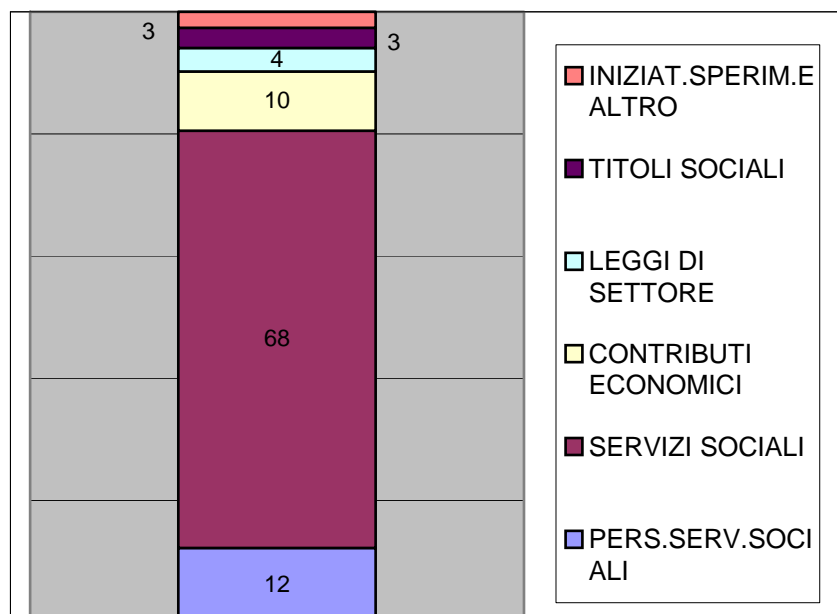 3
3
4
10
68
12
INIZIAT.SPERIM.E
ALTRO
TITOLI SOCIALI
LEGGI DI
SETTORE
CONTRIBUTI
ECONOMICI
SERVIZI SOCIALI
PERS.SERV.SOCI
ALI